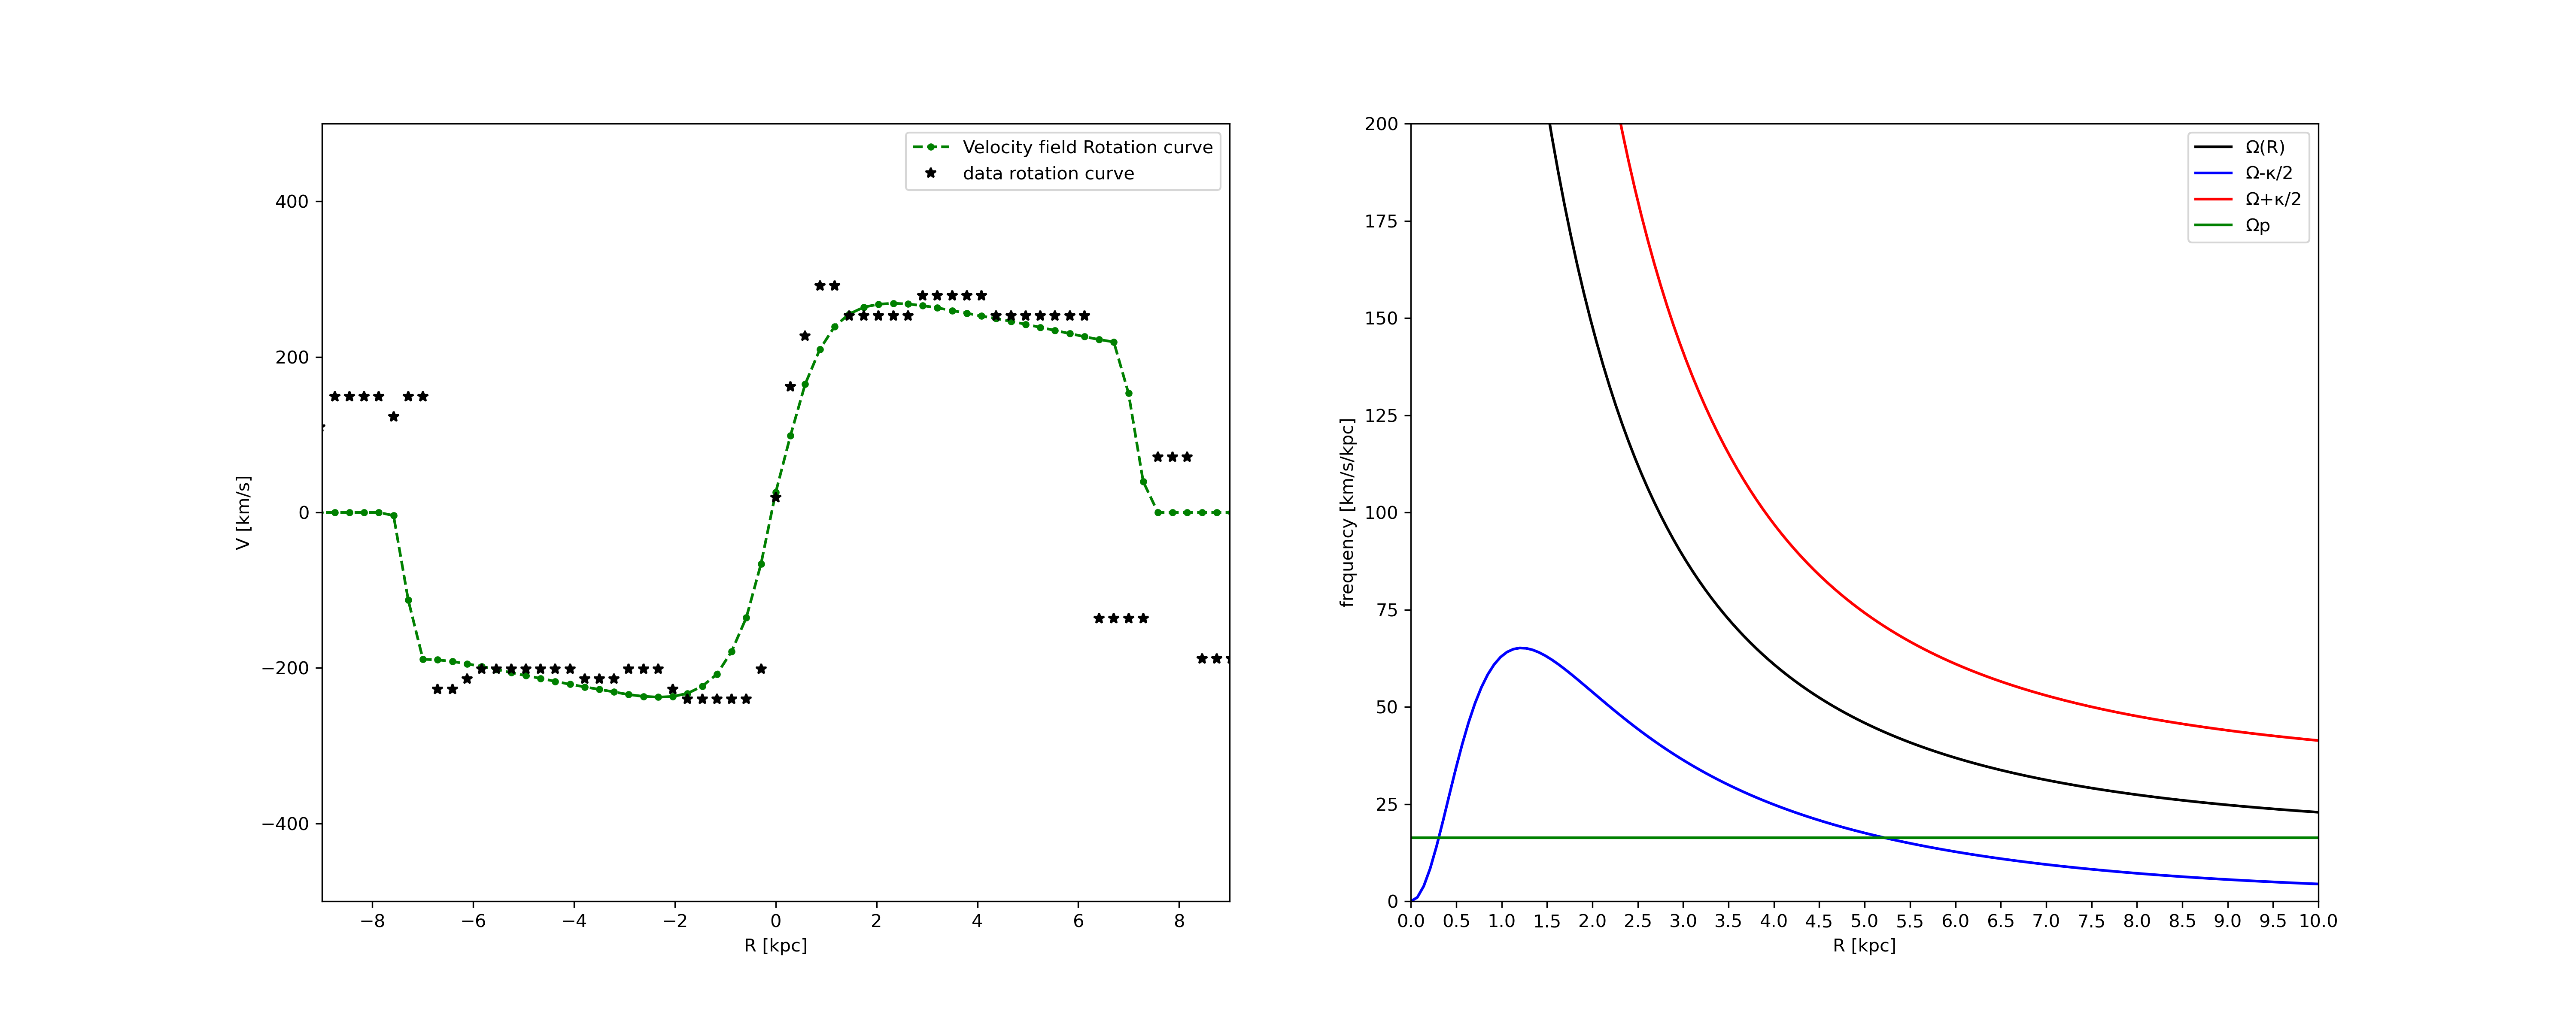 Velocity field Rotation curve
data rotation curve
400
200
0
−200
−400
V [km/s]
−8 −6 −4 −2 0 2 4 6 8
R [kpc]
Ω(R)
Ω-κ/2
Ω+κ/2
Ωp
200
175
150
125
100
75
50
25
0
frequency [km/s/kpc]
0.0 0.5 1.0 1.5 2.0 2.5 3.0 3.5 4.0 4.5 5.0 5.5 6.0 6.5 7.0 7.5 8.0 8.5 9.0 9.5 10.0
R [kpc]